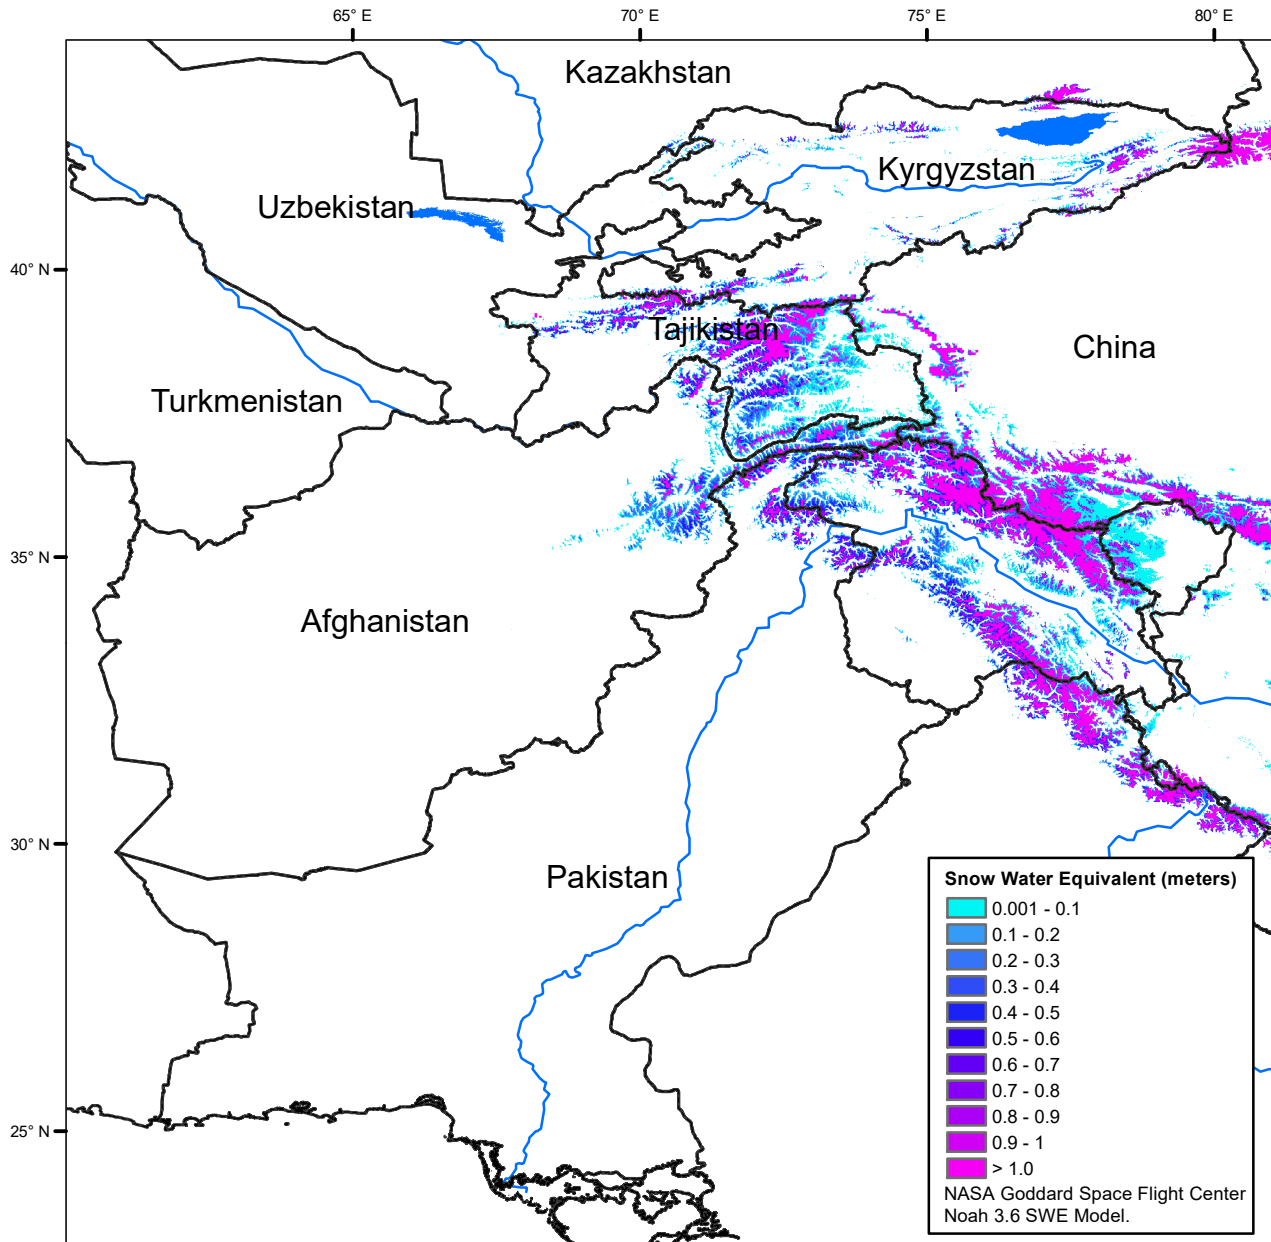 65° E
70° E
75° E
80° E
Kazakhstan
Kyrgyzstan
Uzbekistan
40° N
Tajikistan
China
Turkmenistan
35° N
Afghanistan
30° N
Pakistan
25° N
Snow Water Equivalent (meters)
0.001 - 0.1
0.1 - 0.2
0.2 - 0.3
0.3 - 0.4
0.4 - 0.5
0.5 - 0.6
0.6 - 0.7
0.7 - 0.8
0.8 - 0.9
0.9 - 1
> 1.0
NASA Goddard Space Flight Center
Noah 3.6 SWE Model.